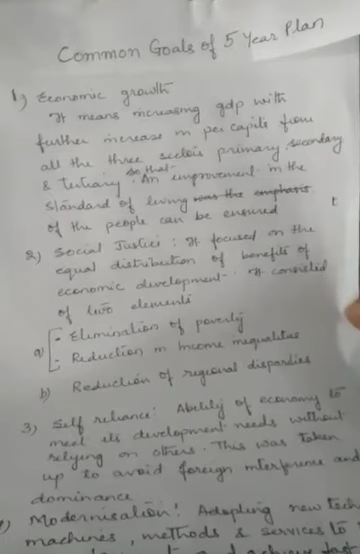 Common Goals of 5 Year Plan
1) Economic growth
It means increasing gdp with
further increase in per capita from
all the three sectors primary secondary
& Tertiary so that An improvement in the
standard of living was the emphasis
of the people can be ensured
2) Social Justice : It focused on the
equal distribution of benefits of
economic development. It consisted
of two elements
a) - Elimination of poverty
- Reduction in Income inequalities
b) Reduction of regional disparities
3) Self reliance : Ability of economy to
meet its development needs without
relying on others. This was taken
up to avoid foreign interference and
dominance
Modernisation : Adopting new tech
machines, methods & services to